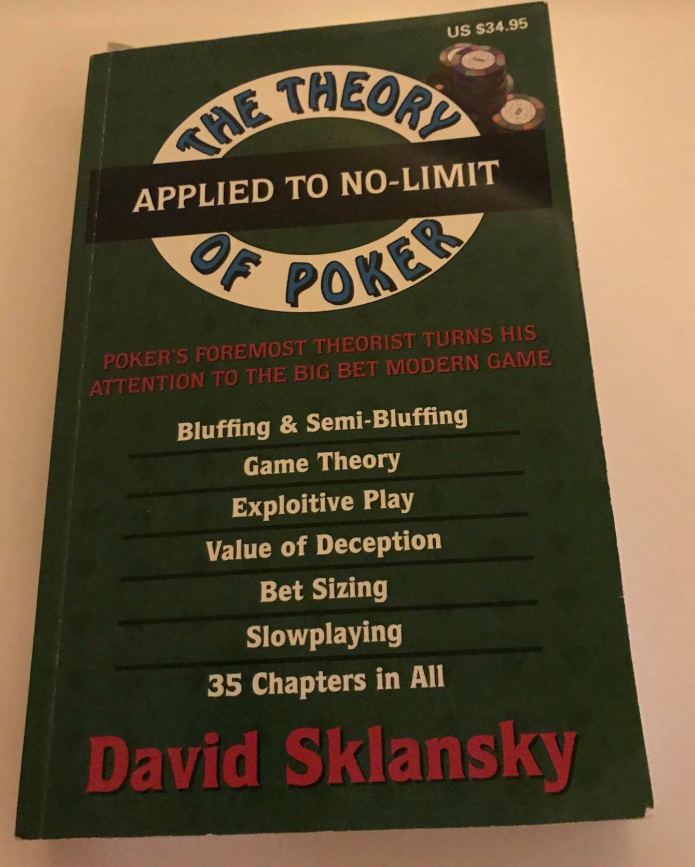 US $34.95
THE THEORY
APPLIED TO NO-LIMIT
OF POKER
POKER'S FOREMOST THEORIST TURNS HIS
ATTENTION TO THE BIG BET MODERN GAME
Bluffing & Semi-Bluffing
Game Theory
Exploitive Play
Value of Deception
Bet Sizing
Slowplaying
35 Chapters in All
David Sklansky